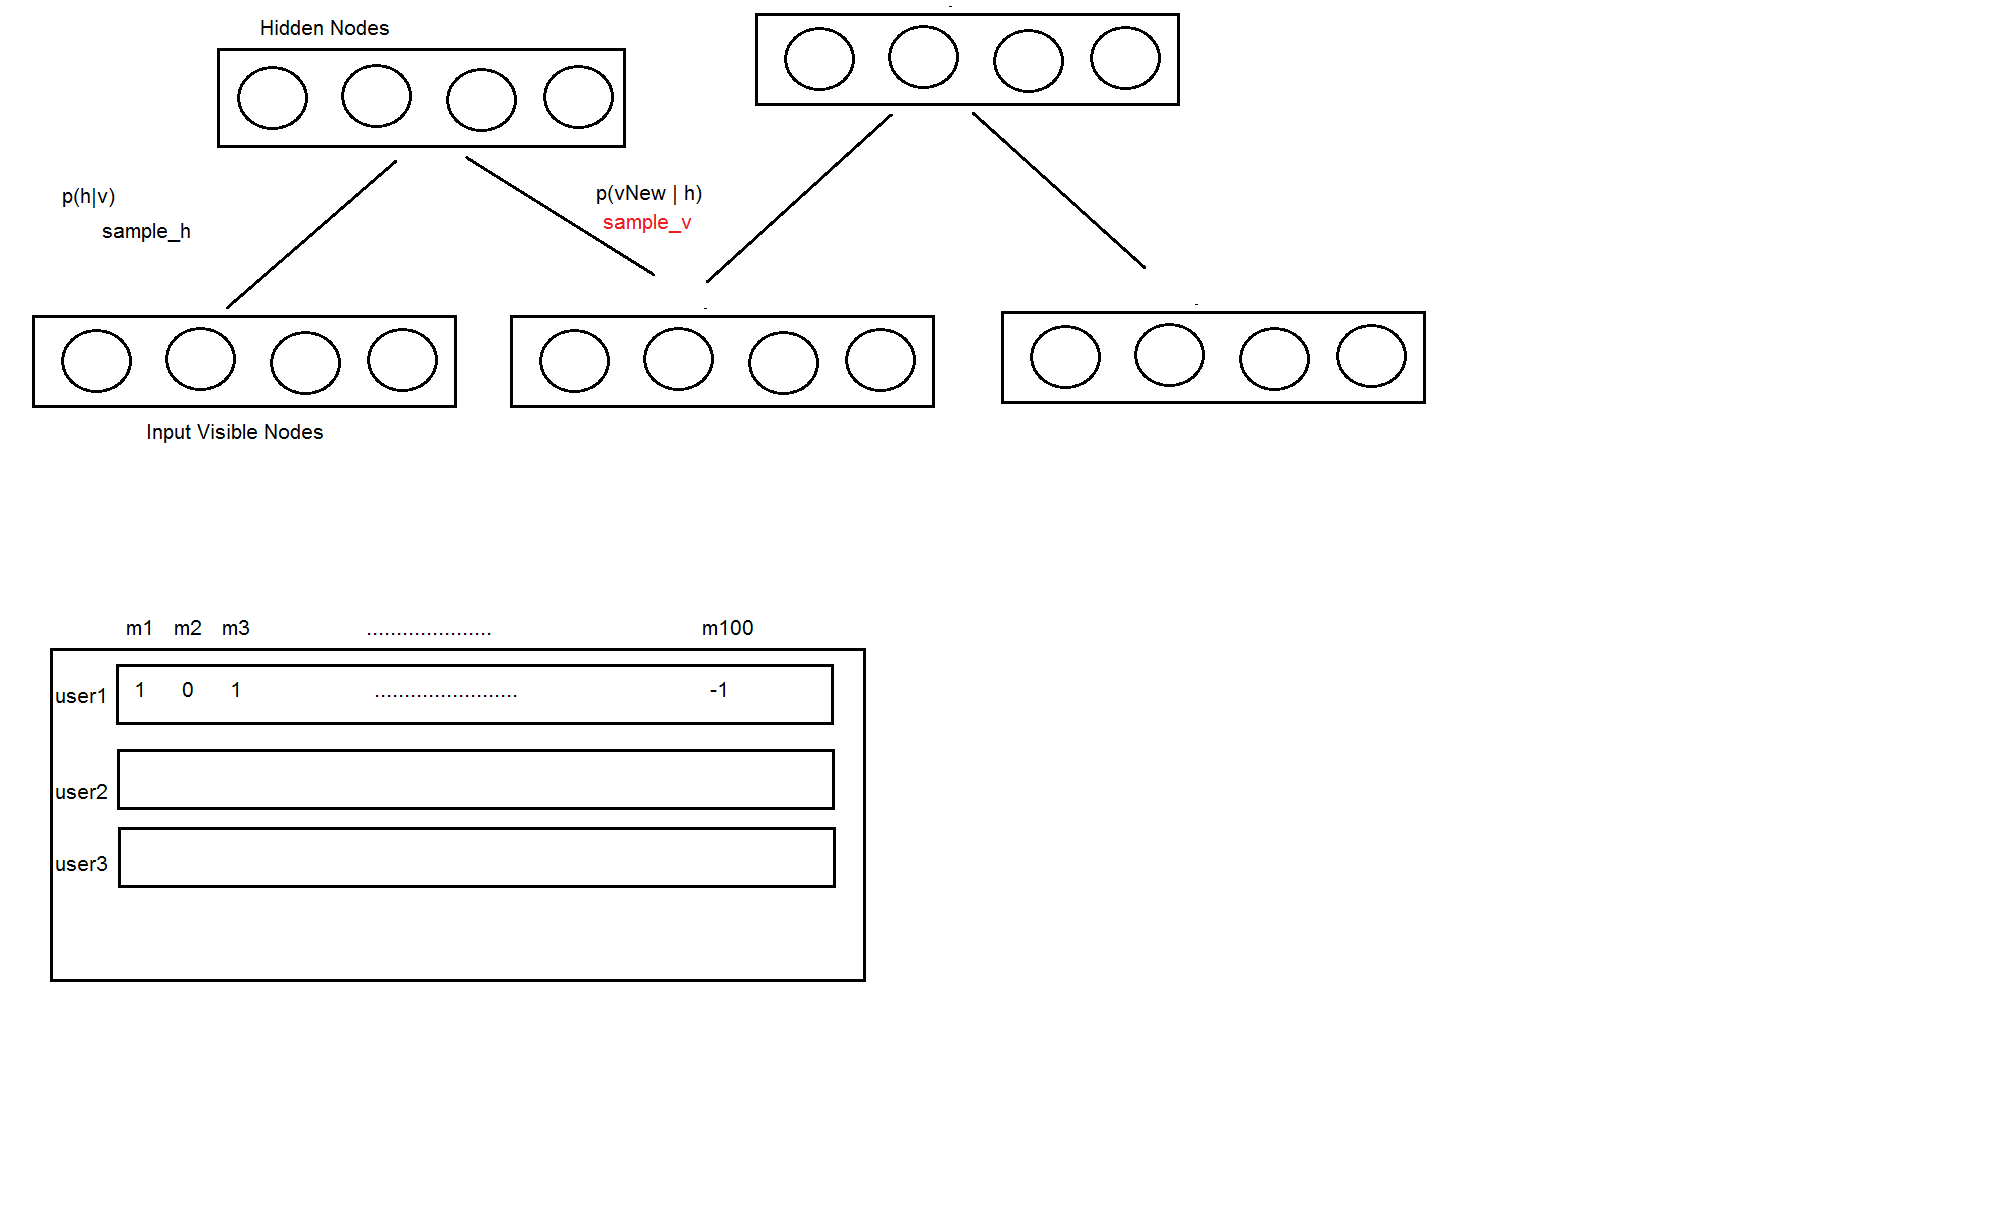 Hidden Nodes
p(h|v)
sample_h
p(vNew | h)
sample_v
Input Visible Nodes
m1 m2 m3 ..................... m100
user1 1 0 1 ........................ -1
user2
user3